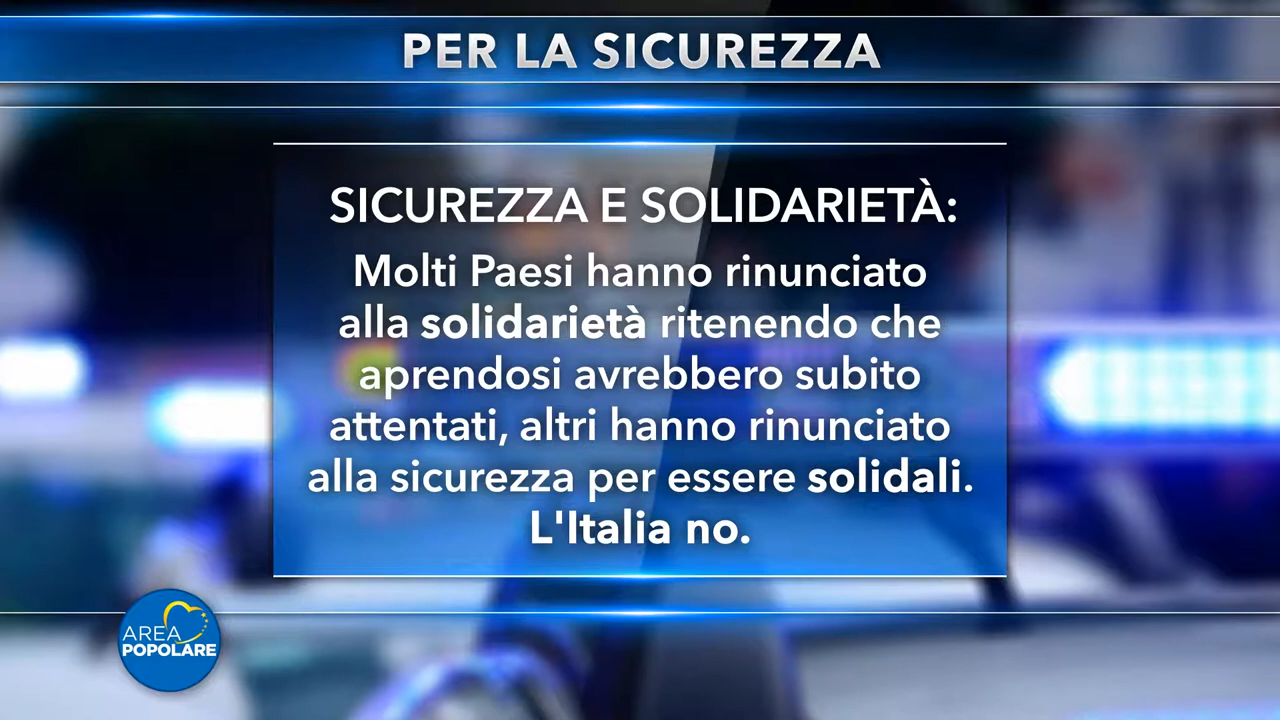 PER LA SICUREZZA
SICUREZZA E SOLIDARIETÀ:
Molti Paesi hanno rinunciato
alla solidarietà ritenendo che
aprendosi avrebbero subito
attentati, altri hanno rinunciato
alla sicurezza per essere solidali.
L'Italia no.
AREA
POPOLARE